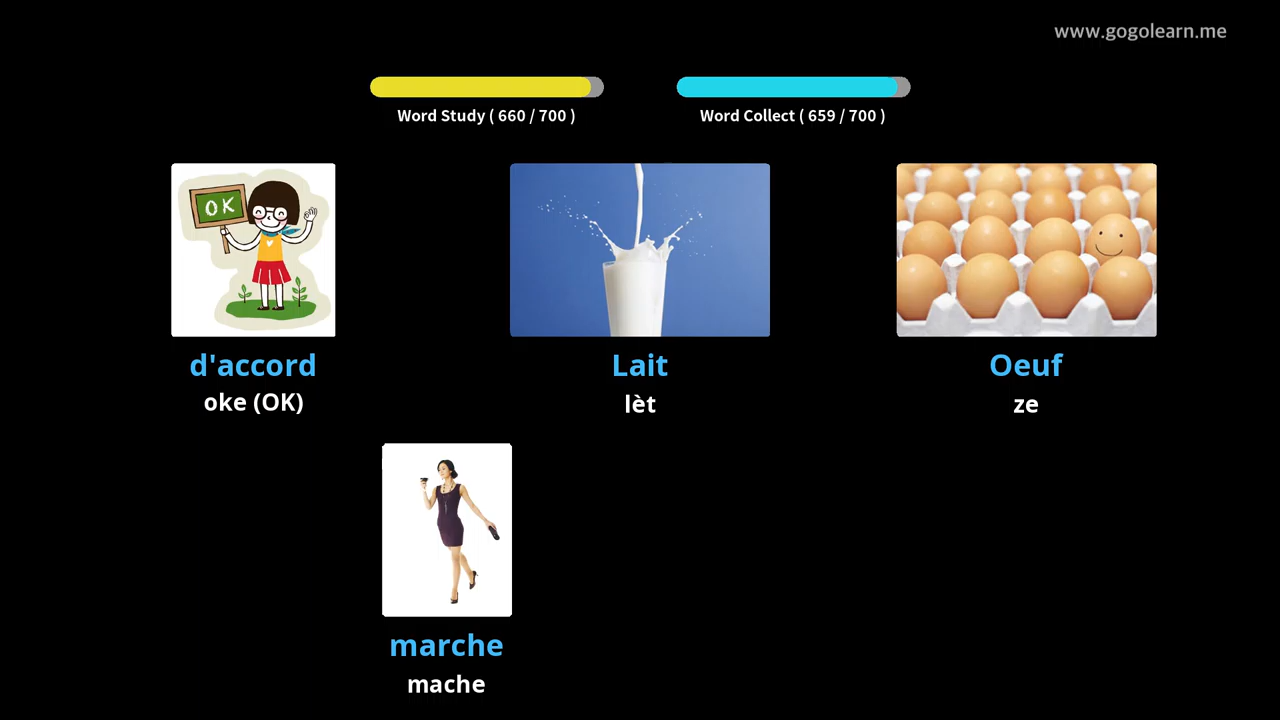 www.gogolearn.me
Word Study ( 660 / 700 )
Word Collect ( 659 / 700 )
OK
d'accord
oke (OK)
Lait
lèt
Oeuf
ze
marche
mache